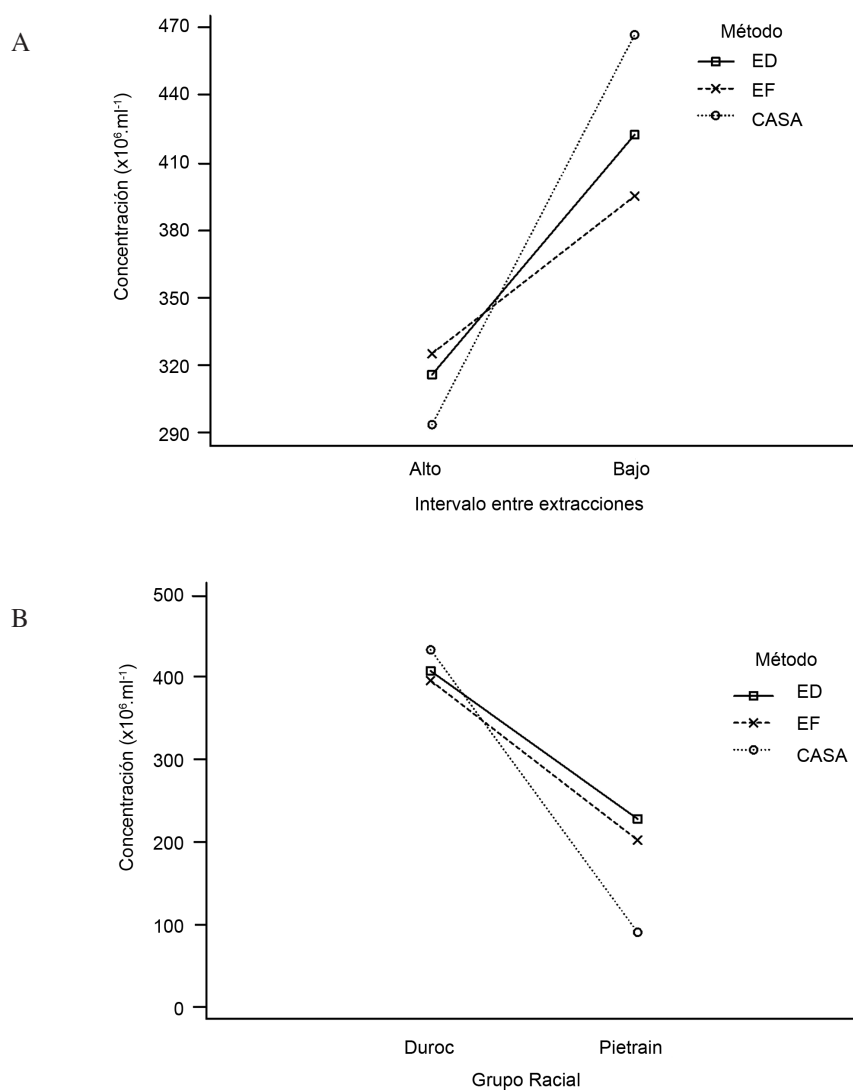 A
Concentración (x10⁶.ml⁻¹)
470
440
410
380
350
320
290
Método
ED
EF
CASA
Alto
Bajo
Intervalo entre extracciones
B
Concentración (x10⁶.ml⁻¹)
500
400
300
200
100
0
Método
ED
EF
CASA
Duroc
Pietrain
Grupo Racial